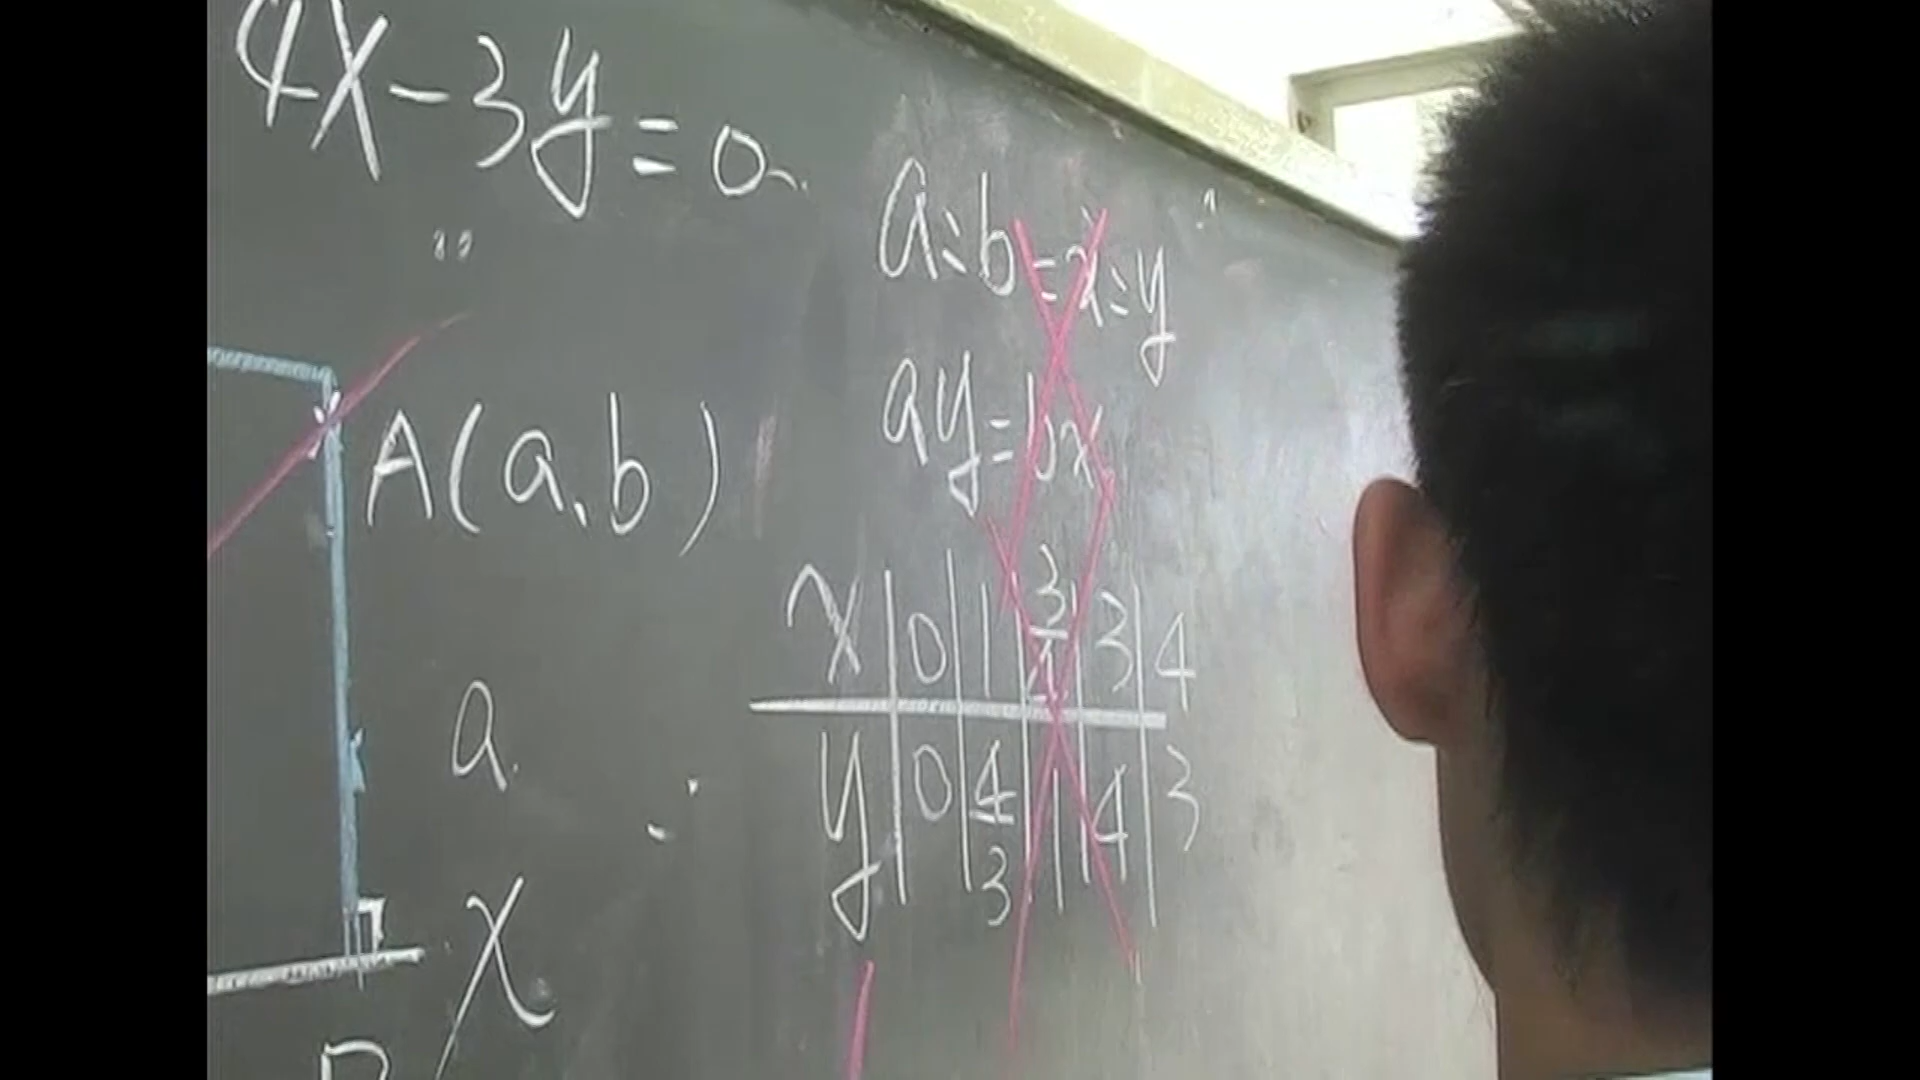 4x-3y=0
a:b=x:y
ay=bx
A(a,b)
x | 0 | 1 | 3/4 | 3 | 4
y | 0 | 4/3 | 1 | 4 | 3
a
x